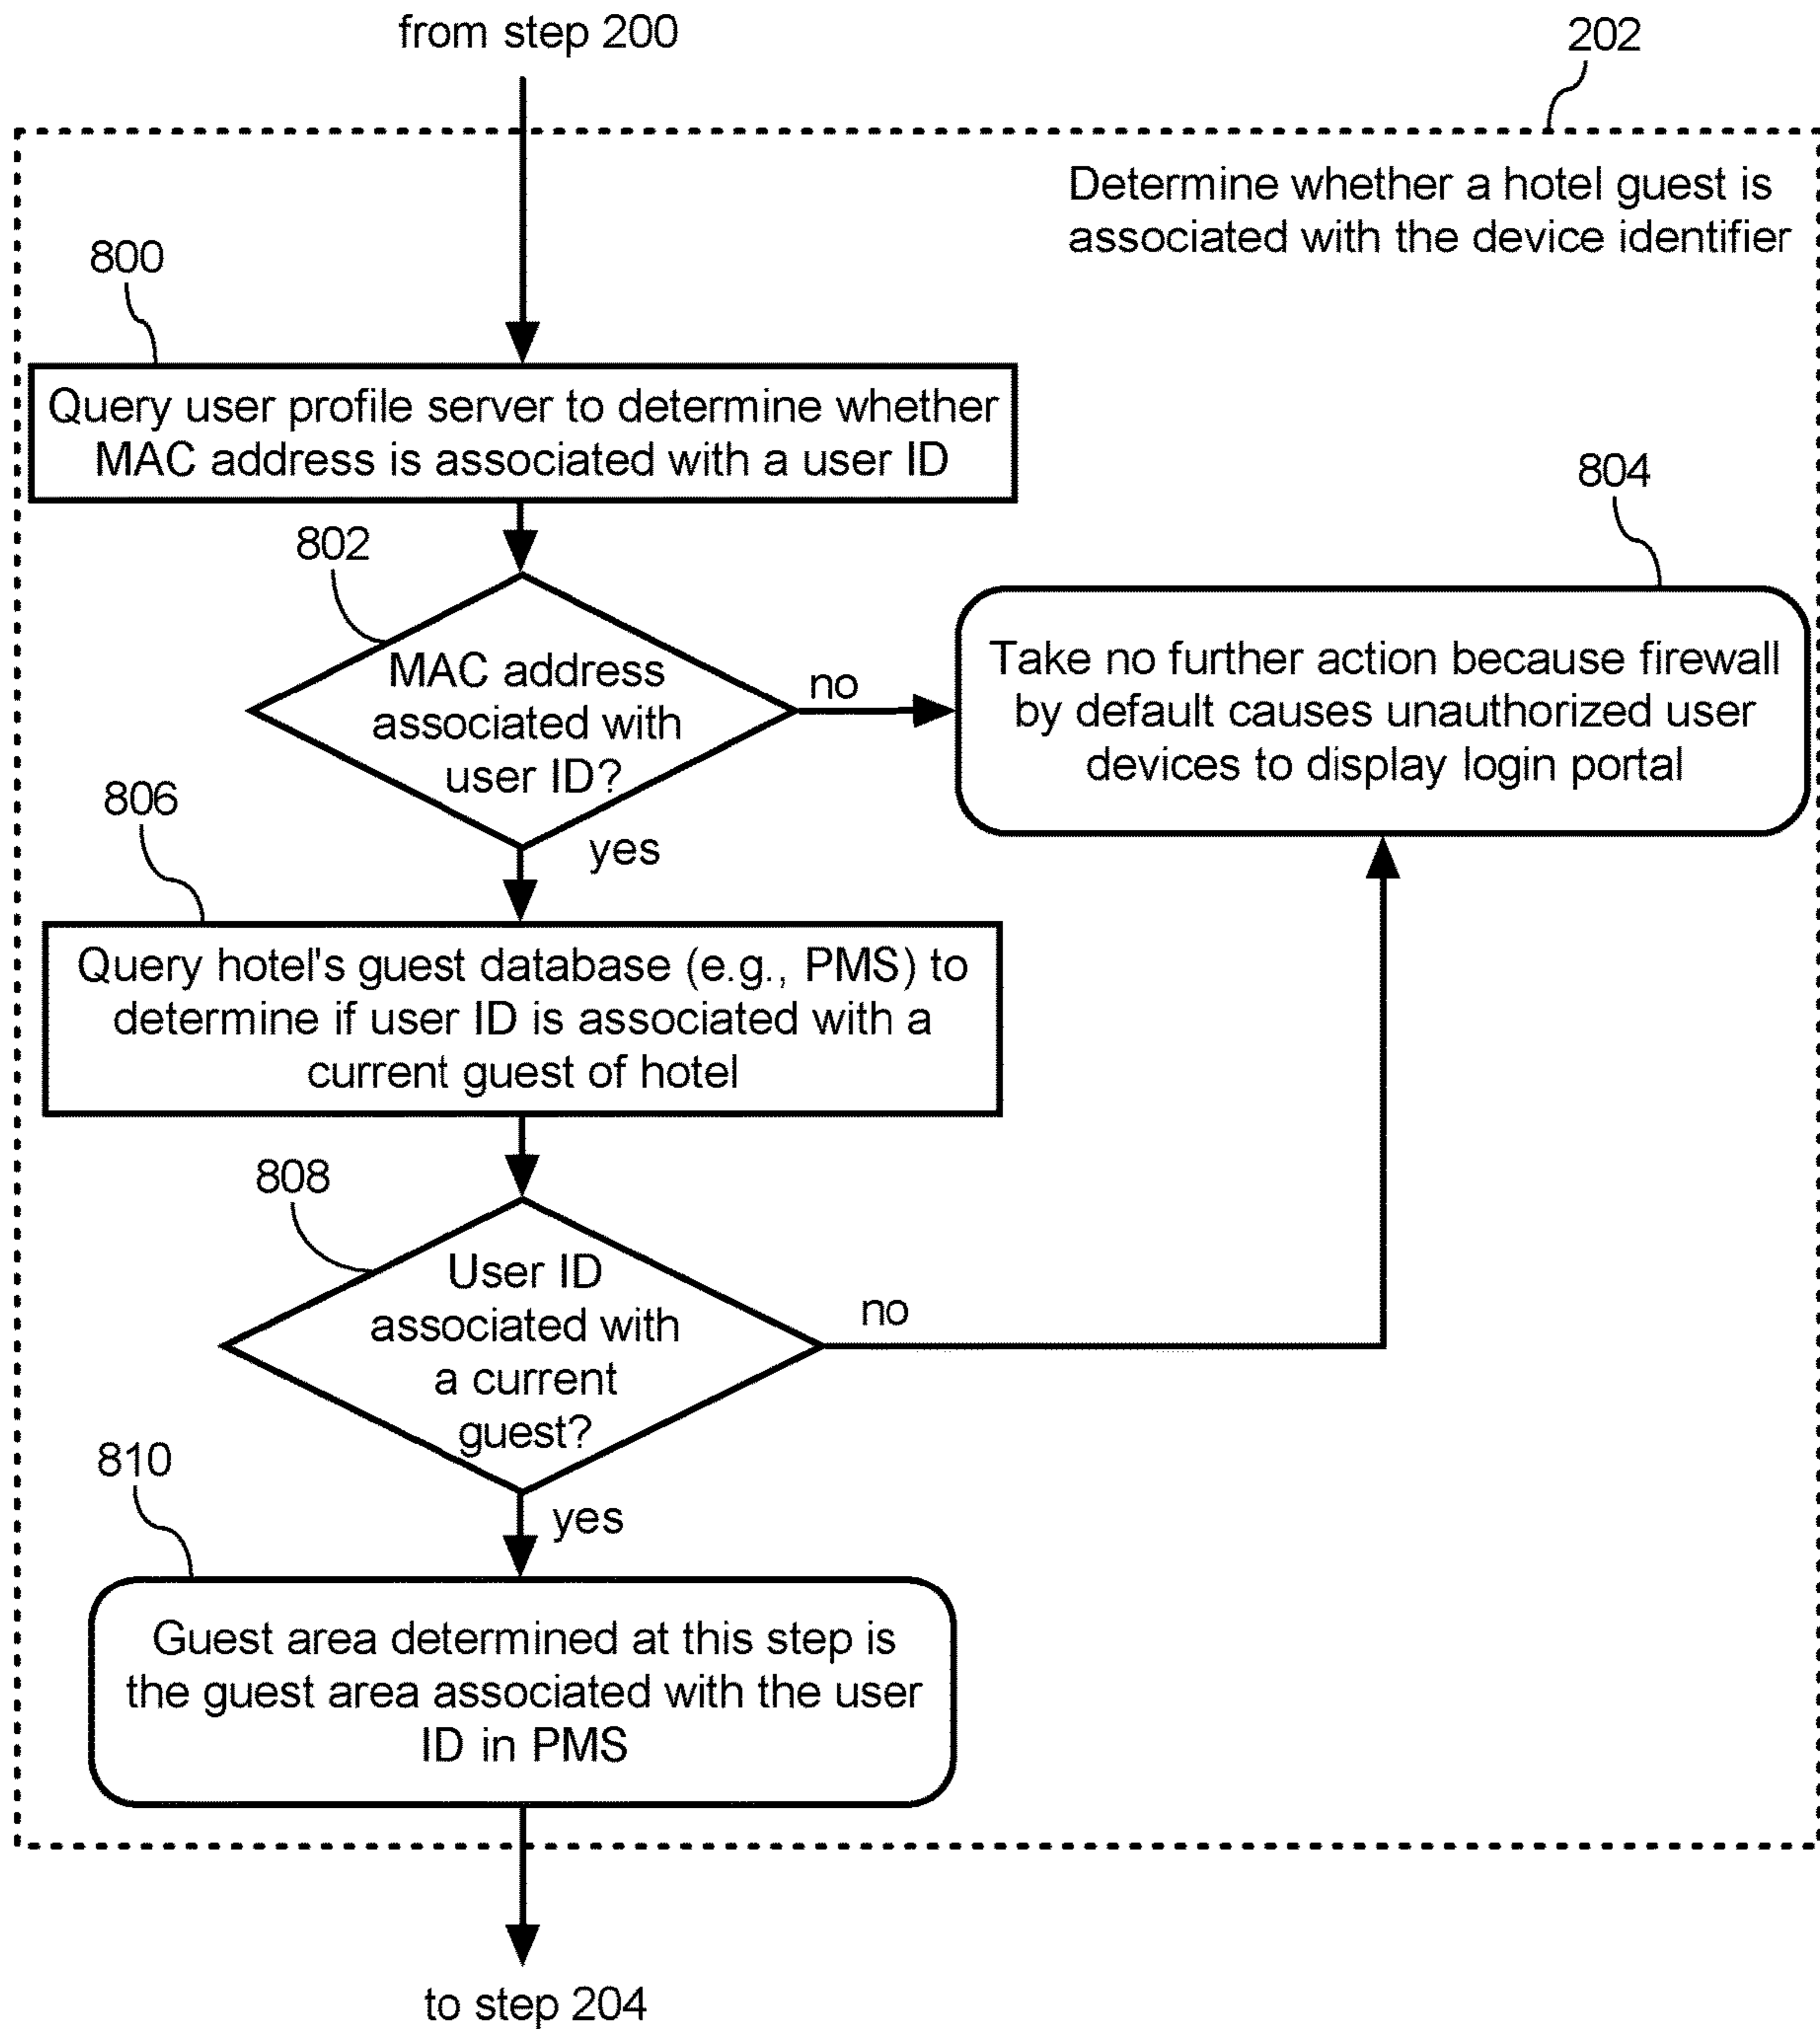 from step 200
202
Determine whether a hotel guest is
associated with the device identifier
800
Query user profile server to determine whether
MAC address is associated with a user ID
802
MAC address
associated with
user ID?
no
804
Take no further action because firewall
by default causes unauthorized user
devices to display login portal
yes
806
Query hotel's guest database (e.g., PMS) to
determine if user ID is associated with a
current guest of hotel
808
User ID
associated with
a current
guest?
no
yes
810
Guest area determined at this step is
the guest area associated with the user
ID in PMS
to step 204